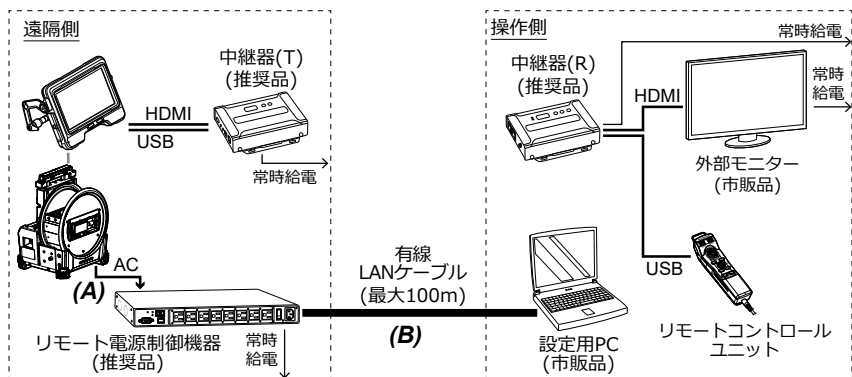 遠隔側
中継器(T)
(推奨品)
HDMI
USB
常時給電
AC
(A)
リモート電源制御機器
(推奨品)
常時
給電
有線
LANケーブル
(最大100m)
(B)
操作側
常時給電
中継器(R)
(推奨品)
HDMI
常時
給電
外部モニター
(市販品)
USB
設定用PC
(市販品)
リモートコントロール
ユニット